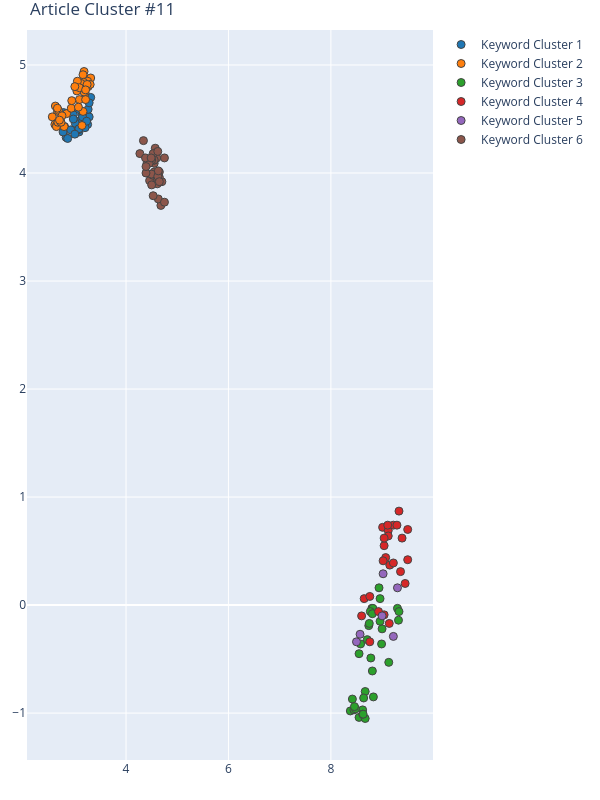 Article Cluster #11
Keyword Cluster 1
Keyword Cluster 2
Keyword Cluster 3
Keyword Cluster 4
Keyword Cluster 5
Keyword Cluster 6
5
4
3
2
1
0
−1
4
6
8